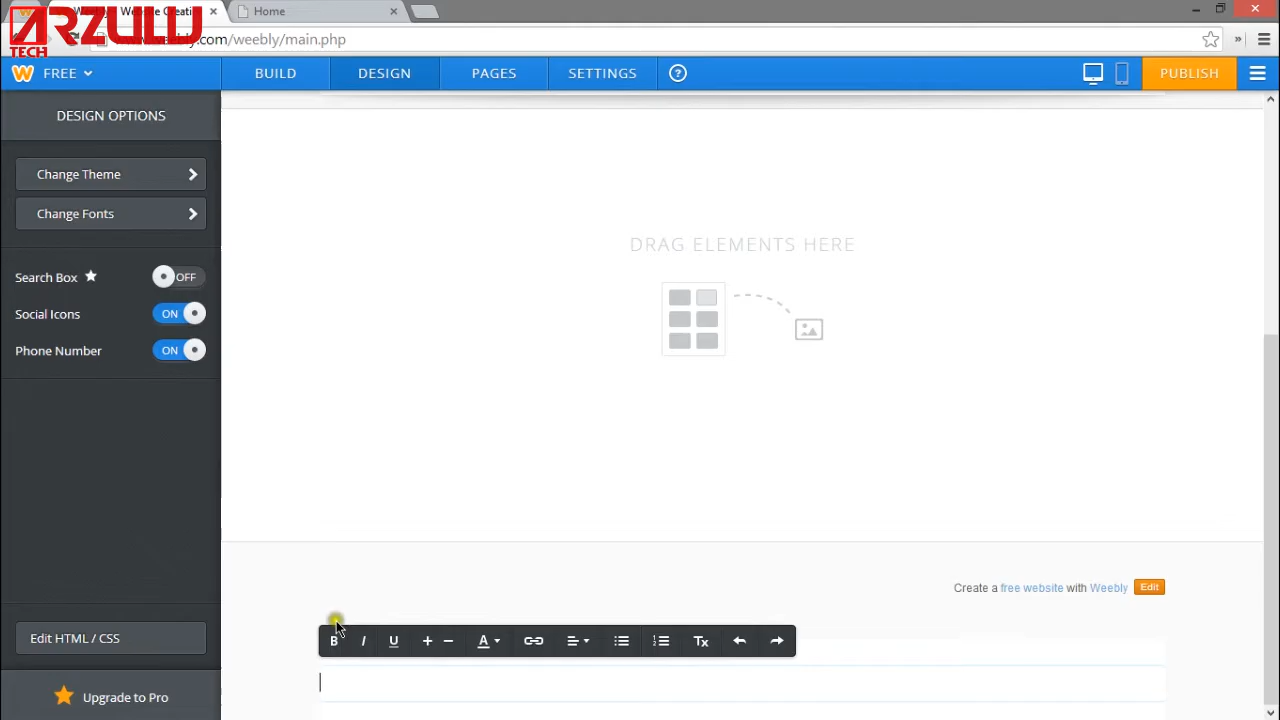 ARZULU
TECH
Home
.com/weebly/main.php
FREE
BUILD
DESIGN
PAGES
SETTINGS
?
PUBLISH
DESIGN OPTIONS
Change Theme
Change Fonts
Search Box
OFF
Social Icons
ON
Phone Number
ON
DRAG ELEMENTS HERE
Create a free website with Weebly
Edit
B I U + − A Tx
Edit HTML / CSS
Upgrade to Pro